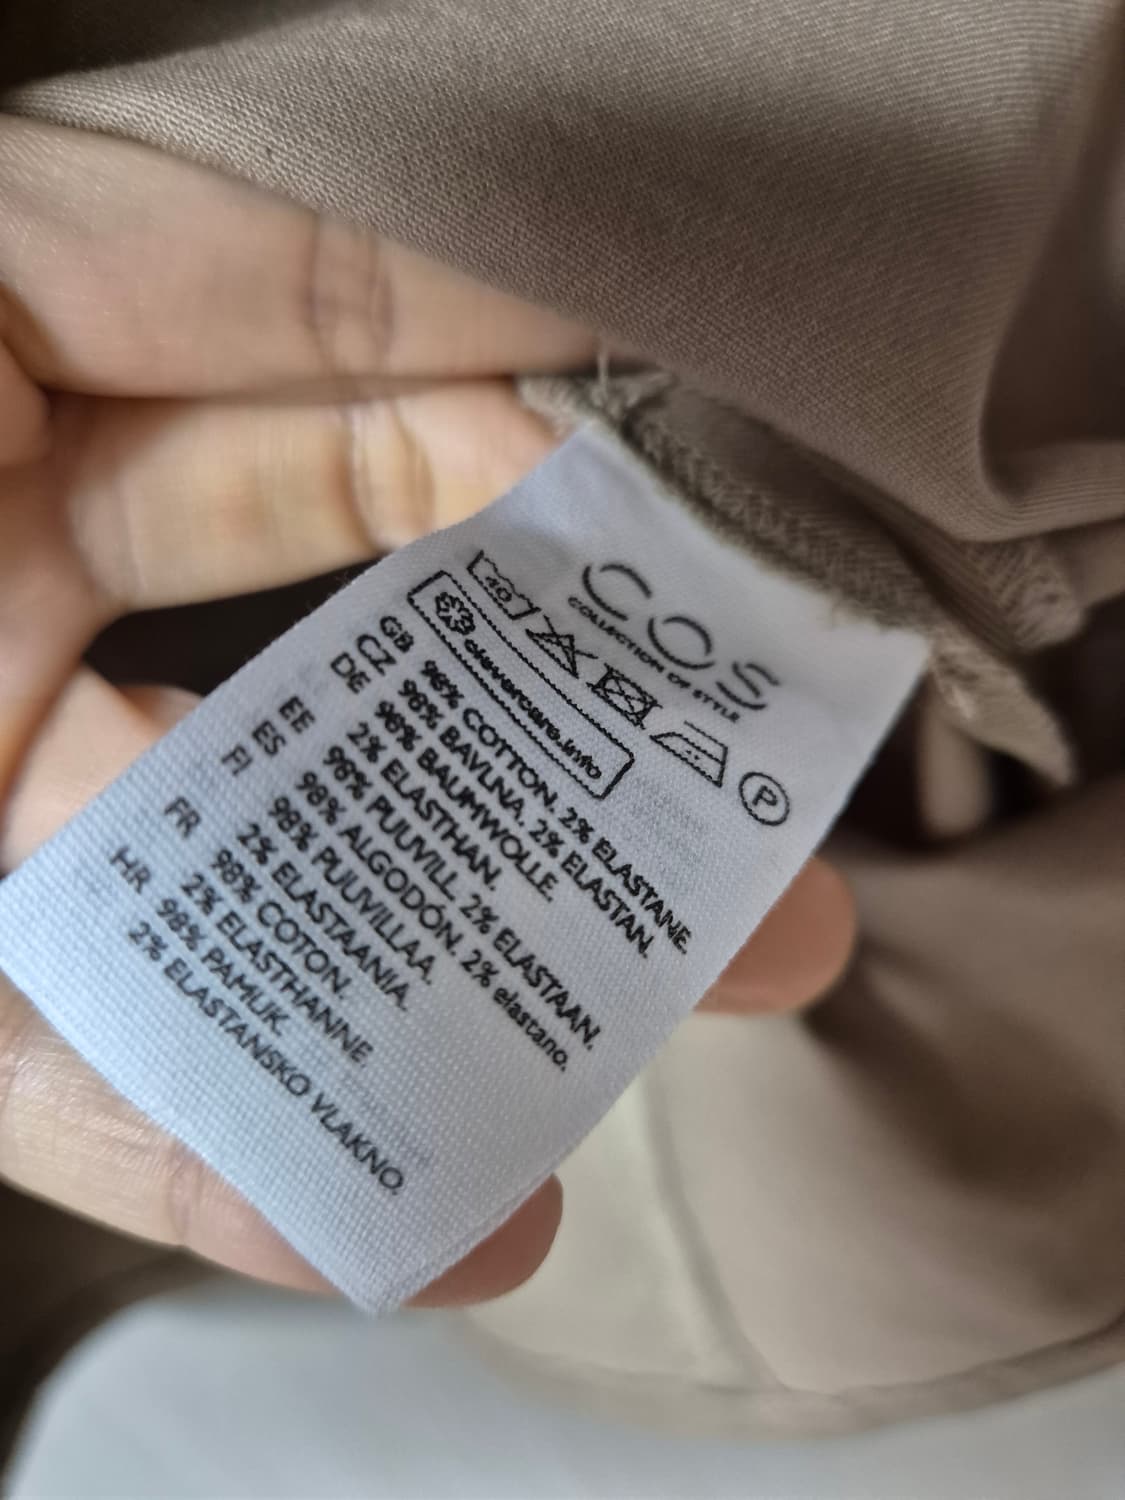 COS
COLLECTION OF STYLE
40
P
clevercare.info
GB 98% COTTON. 2% ELASTANE.
CZ 98% BAVLNA. 2% ELASTAN.
DE 98% BAUMWOLLE.
2% ELASTHAN.
EE 98% PUUVILL. 2% ELASTAAN.
ES 98% ALGODÓN. 2% elastano.
FI 98% PUUVILLAA.
2% ELASTAANIA.
FR 98% COTON.
2% ELASTHANNE.
HR 98% PAMUK.
2% ELASTANSKO VLAKNO.